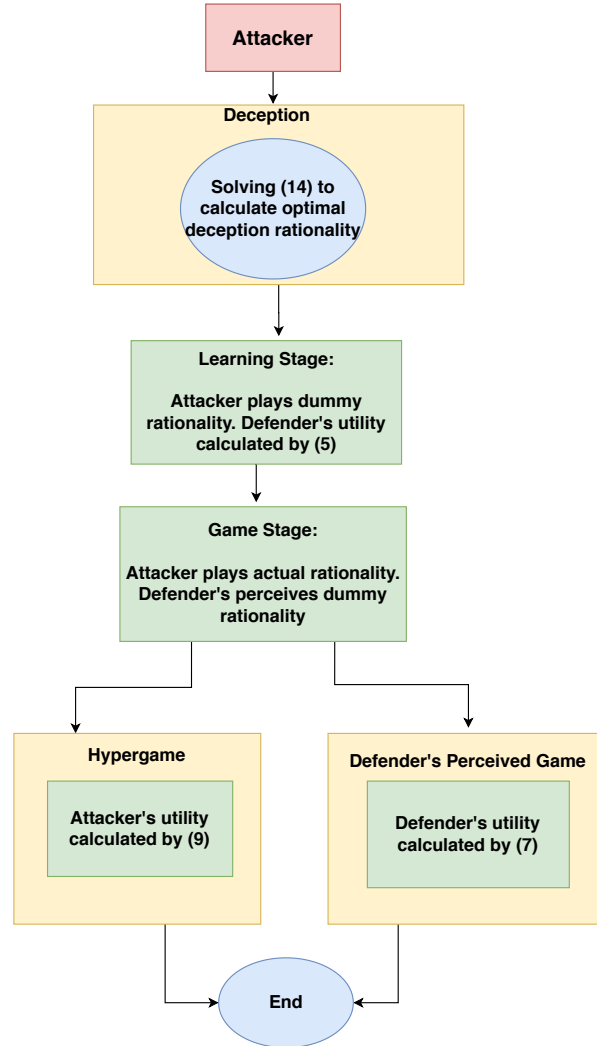 Attacker
Deception
Solving (14) to
calculate optimal
deception rationality
Learning Stage:
Attacker plays dummy
rationality. Defender's utility
calculated by (5)
Game Stage:
Attacker plays actual rationality.
Defender's perceives dummy
rationality
Hypergame
Attacker's utility
calculated by (9)
Defender's Perceived Game
Defender's utility
calculated by (7)
End